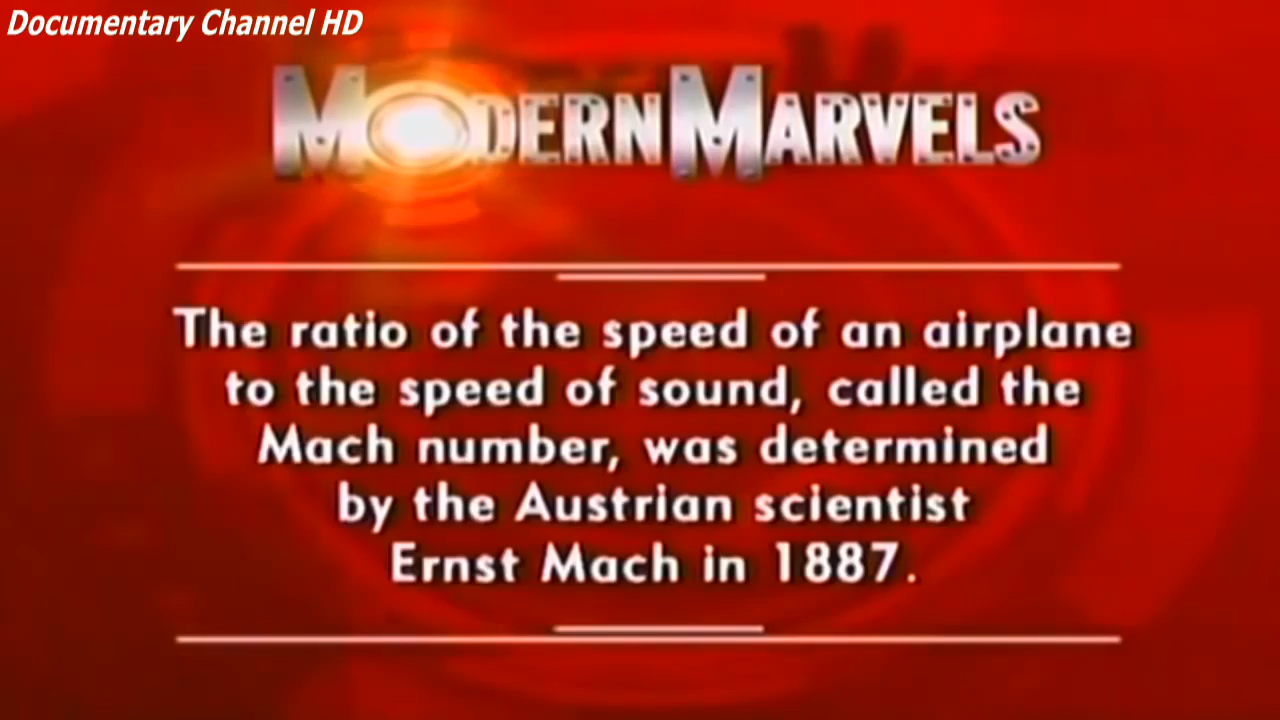 Documentary Channel HD
MODERN MARVELS
The ratio of the speed of an airplane
to the speed of sound, called the
Mach number, was determined
by the Austrian scientist
Ernst Mach in 1887.